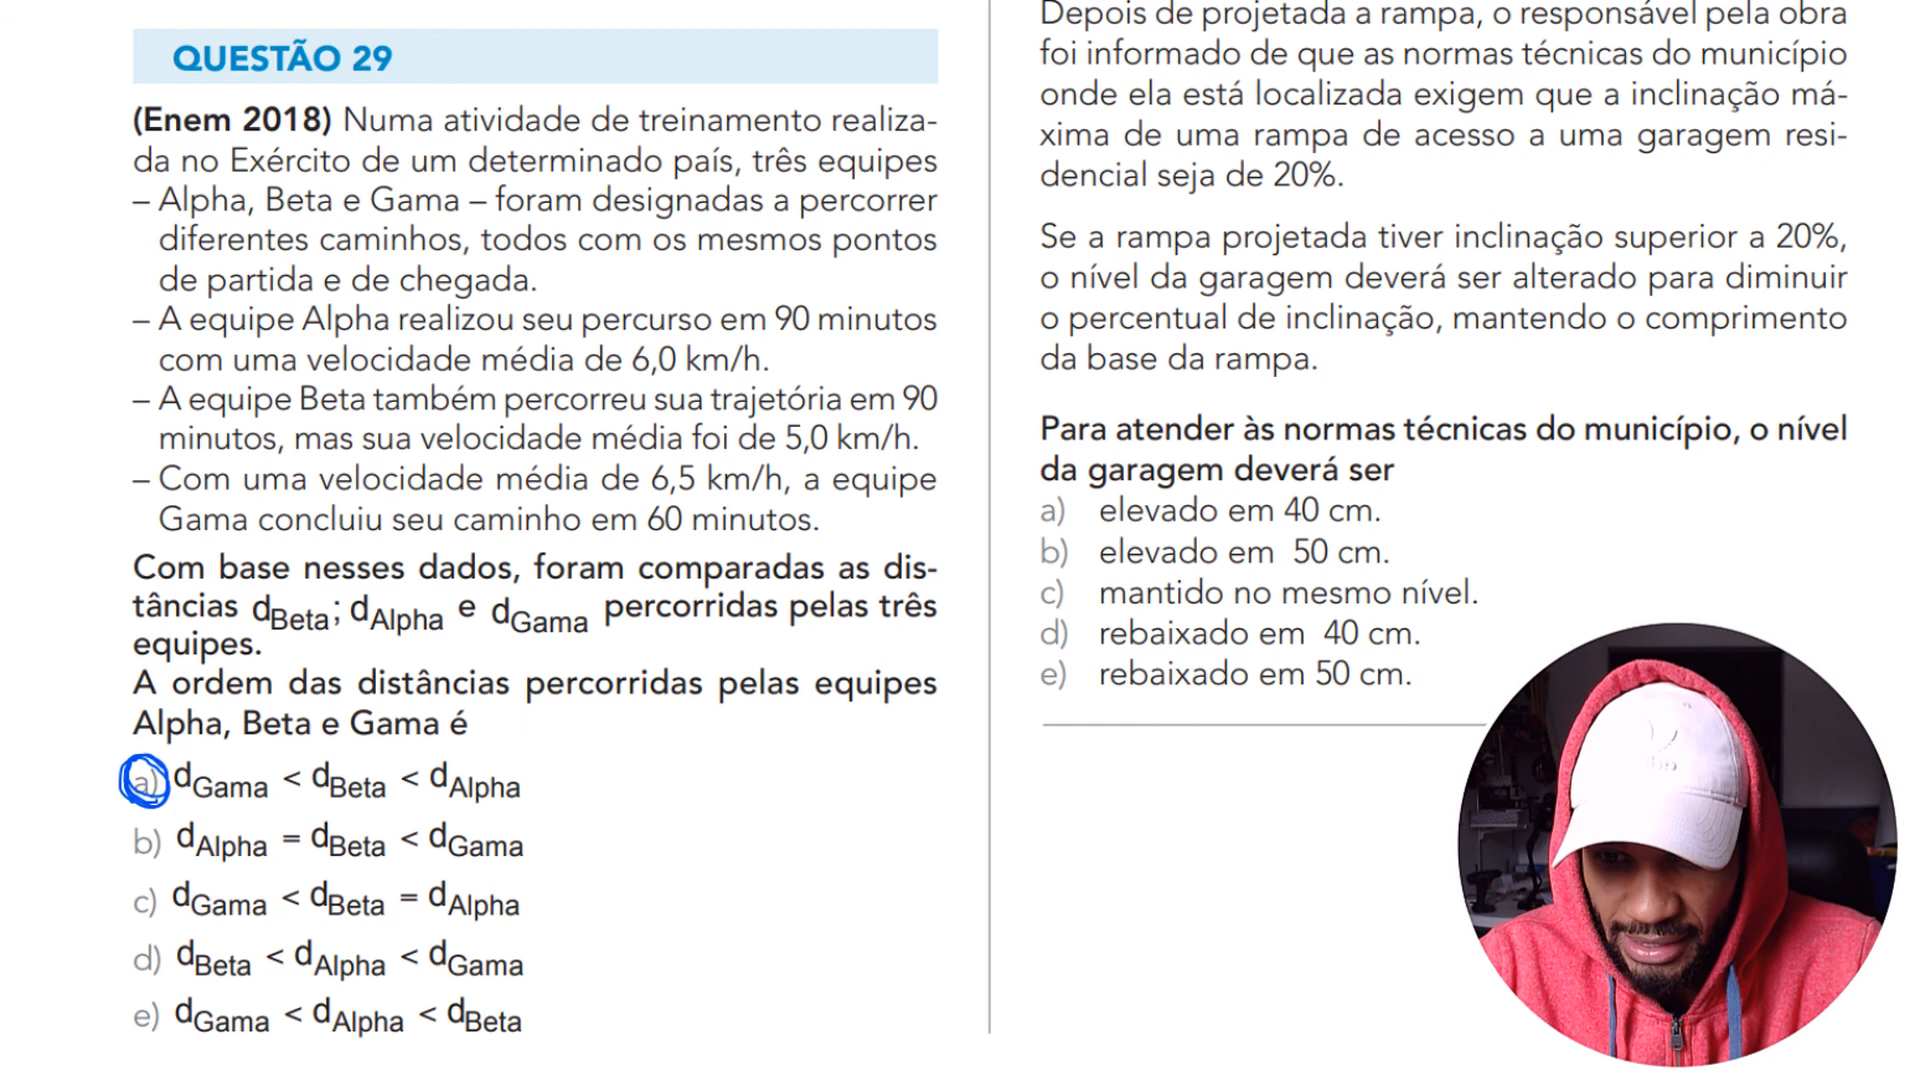 QUESTÃO 29
(Enem 2018) Numa atividade de treinamento realiza-
da no Exército de um determinado país, três equipes
– Alpha, Beta e Gama – foram designadas a percorrer
diferentes caminhos, todos com os mesmos pontos
de partida e de chegada.
– A equipe Alpha realizou seu percurso em 90 minutos
com uma velocidade média de 6,0 km/h.
– A equipe Beta também percorreu sua trajetória em 90
minutos, mas sua velocidade média foi de 5,0 km/h.
– Com uma velocidade média de 6,5 km/h, a equipe
Gama concluiu seu caminho em 60 minutos.
Com base nesses dados, foram comparadas as dis-
tâncias dBeta; dAlpha e dGama percorridas pelas três
equipes.
A ordem das distâncias percorridas pelas equipes
Alpha, Beta e Gama é
a) dGama < dBeta < dAlpha
b) dAlpha = dBeta < dGama
c) dGama < dBeta = dAlpha
d) dBeta < dAlpha < dGama
e) dGama < dAlpha < dBeta
Depois de projetada a rampa, o responsável pela obra
foi informado de que as normas técnicas do município
onde ela está localizada exigem que a inclinação má-
xima de uma rampa de acesso a uma garagem resi-
dencial seja de 20%.
Se a rampa projetada tiver inclinação superior a 20%,
o nível da garagem deverá ser alterado para diminuir
o percentual de inclinação, mantendo o comprimento
da base da rampa.
Para atender às normas técnicas do município, o nível
da garagem deverá ser
a) elevado em 40 cm.
b) elevado em 50 cm.
c) mantido no mesmo nível.
d) rebaixado em 40 cm.
e) rebaixado em 50 cm.